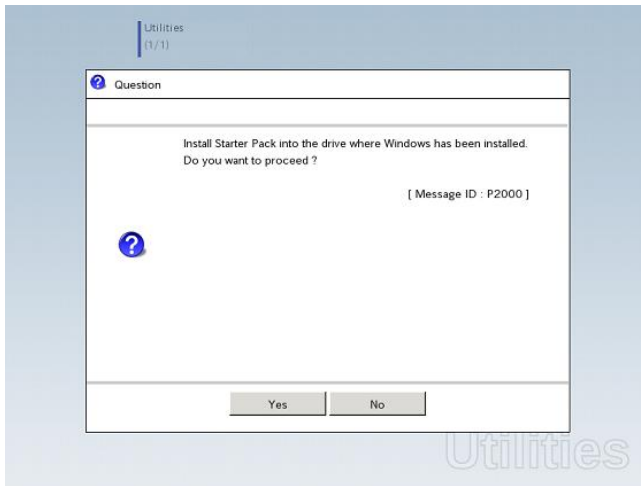 Utilities
(1/1)
Question
Install Starter Pack into the drive where Windows has been installed.
Do you want to proceed ?
[ Message ID : P2000 ]
Yes
No
Utilities